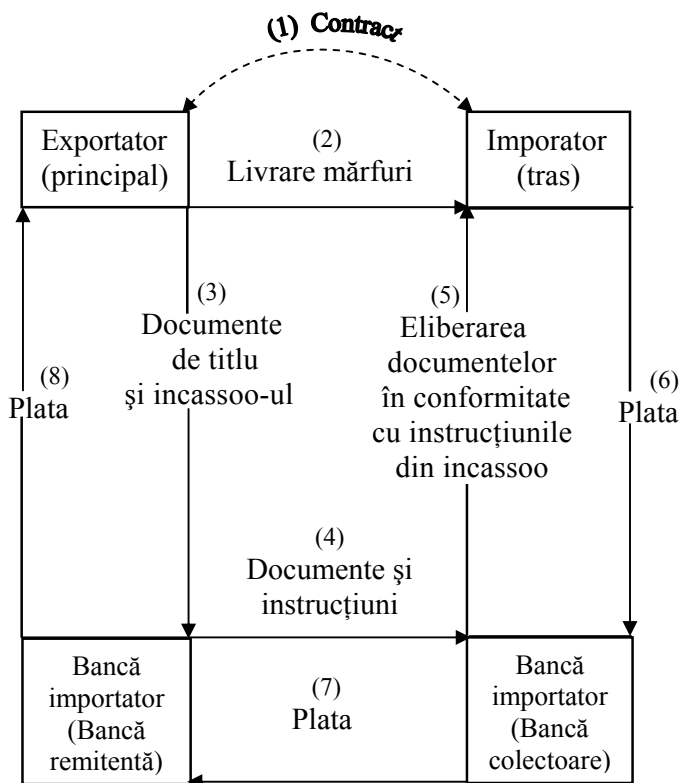 (1) Contract
Exportator
(principal)
(2)
Livrare mărfuri
Imporator
(tras)
(3)
Documente
de titlu
şi incassoo-ul
(5)
Eliberarea
documentelor
în conformitate
cu instrucțiunile
din incassoo
(8)
Plata
(6)
Plata
(4)
Documente şi
instrucțiuni
Bancă
importator
(Bancă
remitentă)
(7)
Plata
Bancă
importator
(Bancă
colectoare)